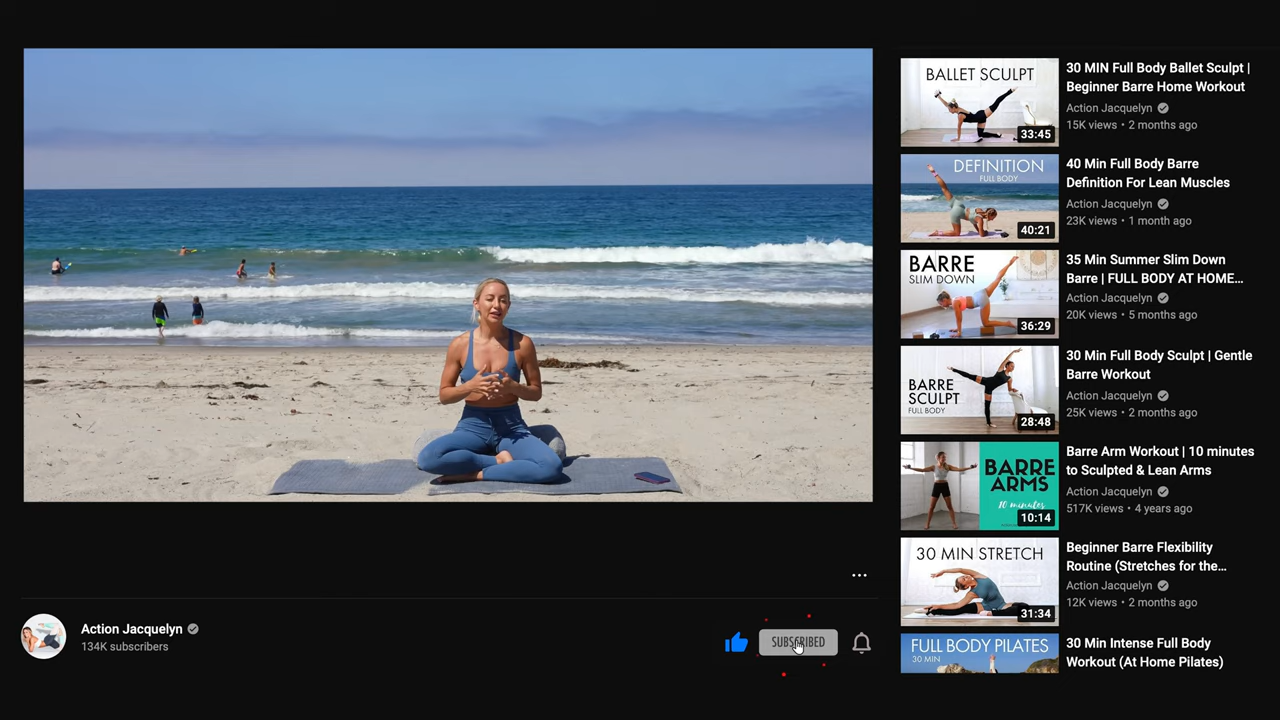 BALLET SCULPT
33:45
30 MIN Full Body Ballet Sculpt |
Beginner Barre Home Workout
Action Jacquelyn
15K views • 2 months ago
DEFINITION
FULL BODY
40:21
40 Min Full Body Barre
Definition For Lean Muscles
Action Jacquelyn
23K views • 1 month ago
BARRE
SLIM DOWN
36:29
35 Min Summer Slim Down
Barre | FULL BODY AT HOME...
Action Jacquelyn
20K views • 5 months ago
BARRE
SCULPT
FULL BODY
28:48
30 Min Full Body Sculpt | Gentle
Barre Workout
Action Jacquelyn
25K views • 2 months ago
BARRE
ARMS
10 minutes
10:14
Barre Arm Workout | 10 minutes
to Sculpted & Lean Arms
Action Jacquelyn
517K views • 4 years ago
30 MIN STRETCH
31:34
Beginner Barre Flexibility
Routine (Stretches for the...
Action Jacquelyn
12K views • 2 months ago
FULL BODY PILATES
30 MIN
30 Min Intense Full Body
Workout (At Home Pilates)
Action Jacquelyn
134K subscribers
SUBSCRIBED